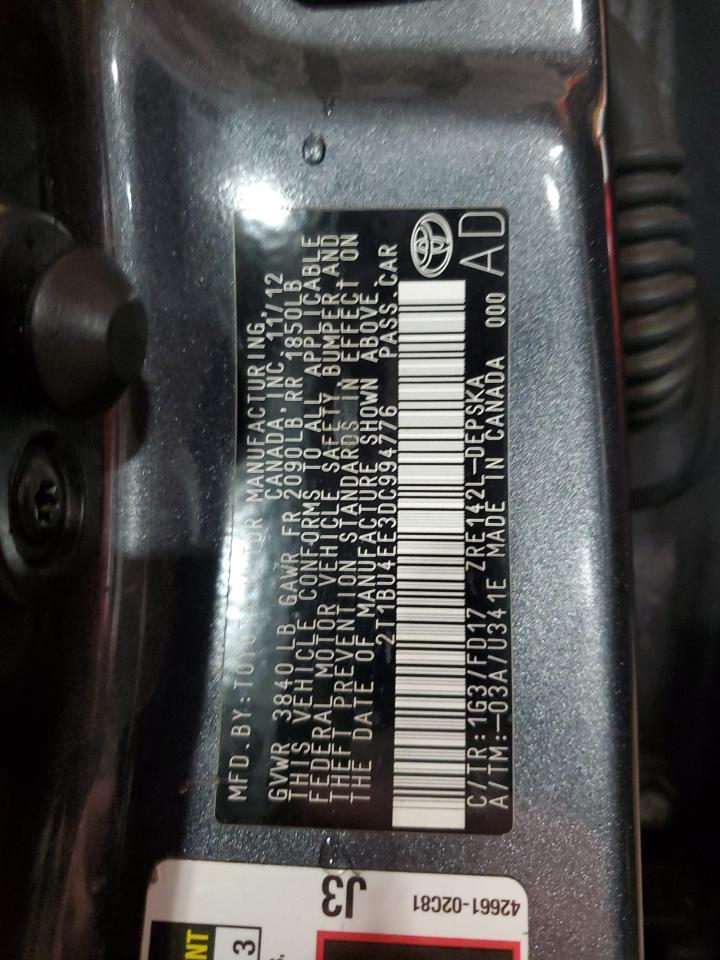 MFD.BY:TOYOTA MOTOR MANUFACTURING
CANADA,INC. 11/12
GVWR 3840 LB GAWR FR 2090LB RR 1850LB
THIS VEHICLE CONFORMS TO ALL APPLICABLE
FEDERAL MOTOR VEHICLE SAFETY BUMPER AND
THEFT PREVENTION STANDARDS IN EFFECT ON
THE DATE OF MANUFACTURE SHOWN ABOVE.
2T1BU4EE3DC994776 PASS.CAR
C/TR:1G3/FD17 ZRE142L-DEPSKA
A/TM:-03A/U341E MADE IN CANADA 000 AD
J3
42661-02C81
3